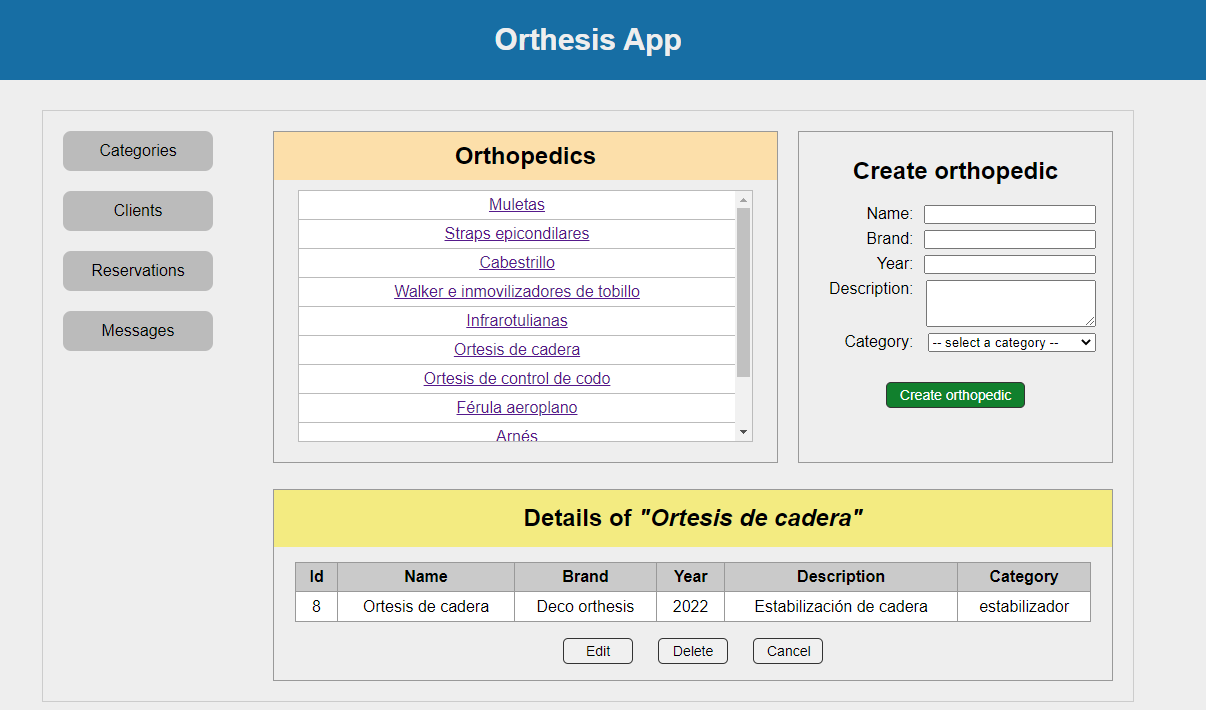 Orthesis App
Categories
Clients
Reservations
Messages
Orthopedics
Muletas
Straps epicondilares
Cabestrillo
Walker e inmovilizadores de tobillo
Infrarotulianas
Ortesis de cadera
Ortesis de control de codo
Férula aeroplano
Arnés
Create orthopedic
Name:
Brand:
Year:
Description:
Category: -- select a category --
Create orthopedic
Details of "Ortesis de cadera"
Id Name Brand Year Description Category
8 Ortesis de cadera Deco orthesis 2022 Estabilización de cadera estabilizador
Edit Delete Cancel